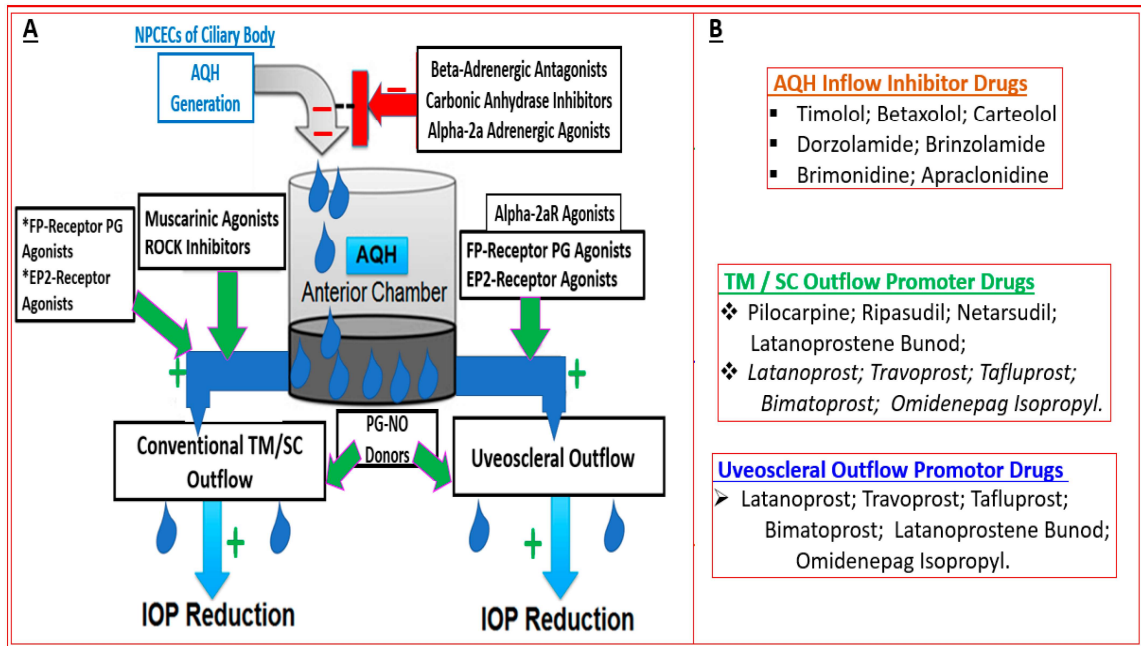 A
NPCECs of Ciliary Body
AQH
Generation
Beta-Adrenergic Antagonists
Carbonic Anhydrase Inhibitors
Alpha-2a Adrenergic Agonists
*FP-Receptor PG
Agonists
*EP2-Receptor
Agonists
Muscarinic Agonists
ROCK Inhibitors
AQH
Anterior Chamber
Alpha-2aR Agonists
FP-Receptor PG Agonists
EP2-Receptor Agonists
+
+
Conventional TM/SC
Outflow
PG-NO
Donors
Uveoscleral Outflow
+
+
IOP Reduction
IOP Reduction
B
AQH Inflow Inhibitor Drugs
▪ Timolol; Betaxolol; Carteolol
▪ Dorzolamide; Brinzolamide
▪ Brimonidine; Apraclonidine
TM / SC Outflow Promoter Drugs
❖ Pilocarpine; Ripasudil; Netarsudil;
Latanoprostene Bunod;
❖ Latanoprost; Travoprost; Tafluprost;
Bimatoprost; Omidenepag Isopropyl.
Uveoscleral Outflow Promotor Drugs
➢ Latanoprost; Travoprost; Tafluprost;
Bimatoprost; Latanoprostene Bunod;
Omidenepag Isopropyl.